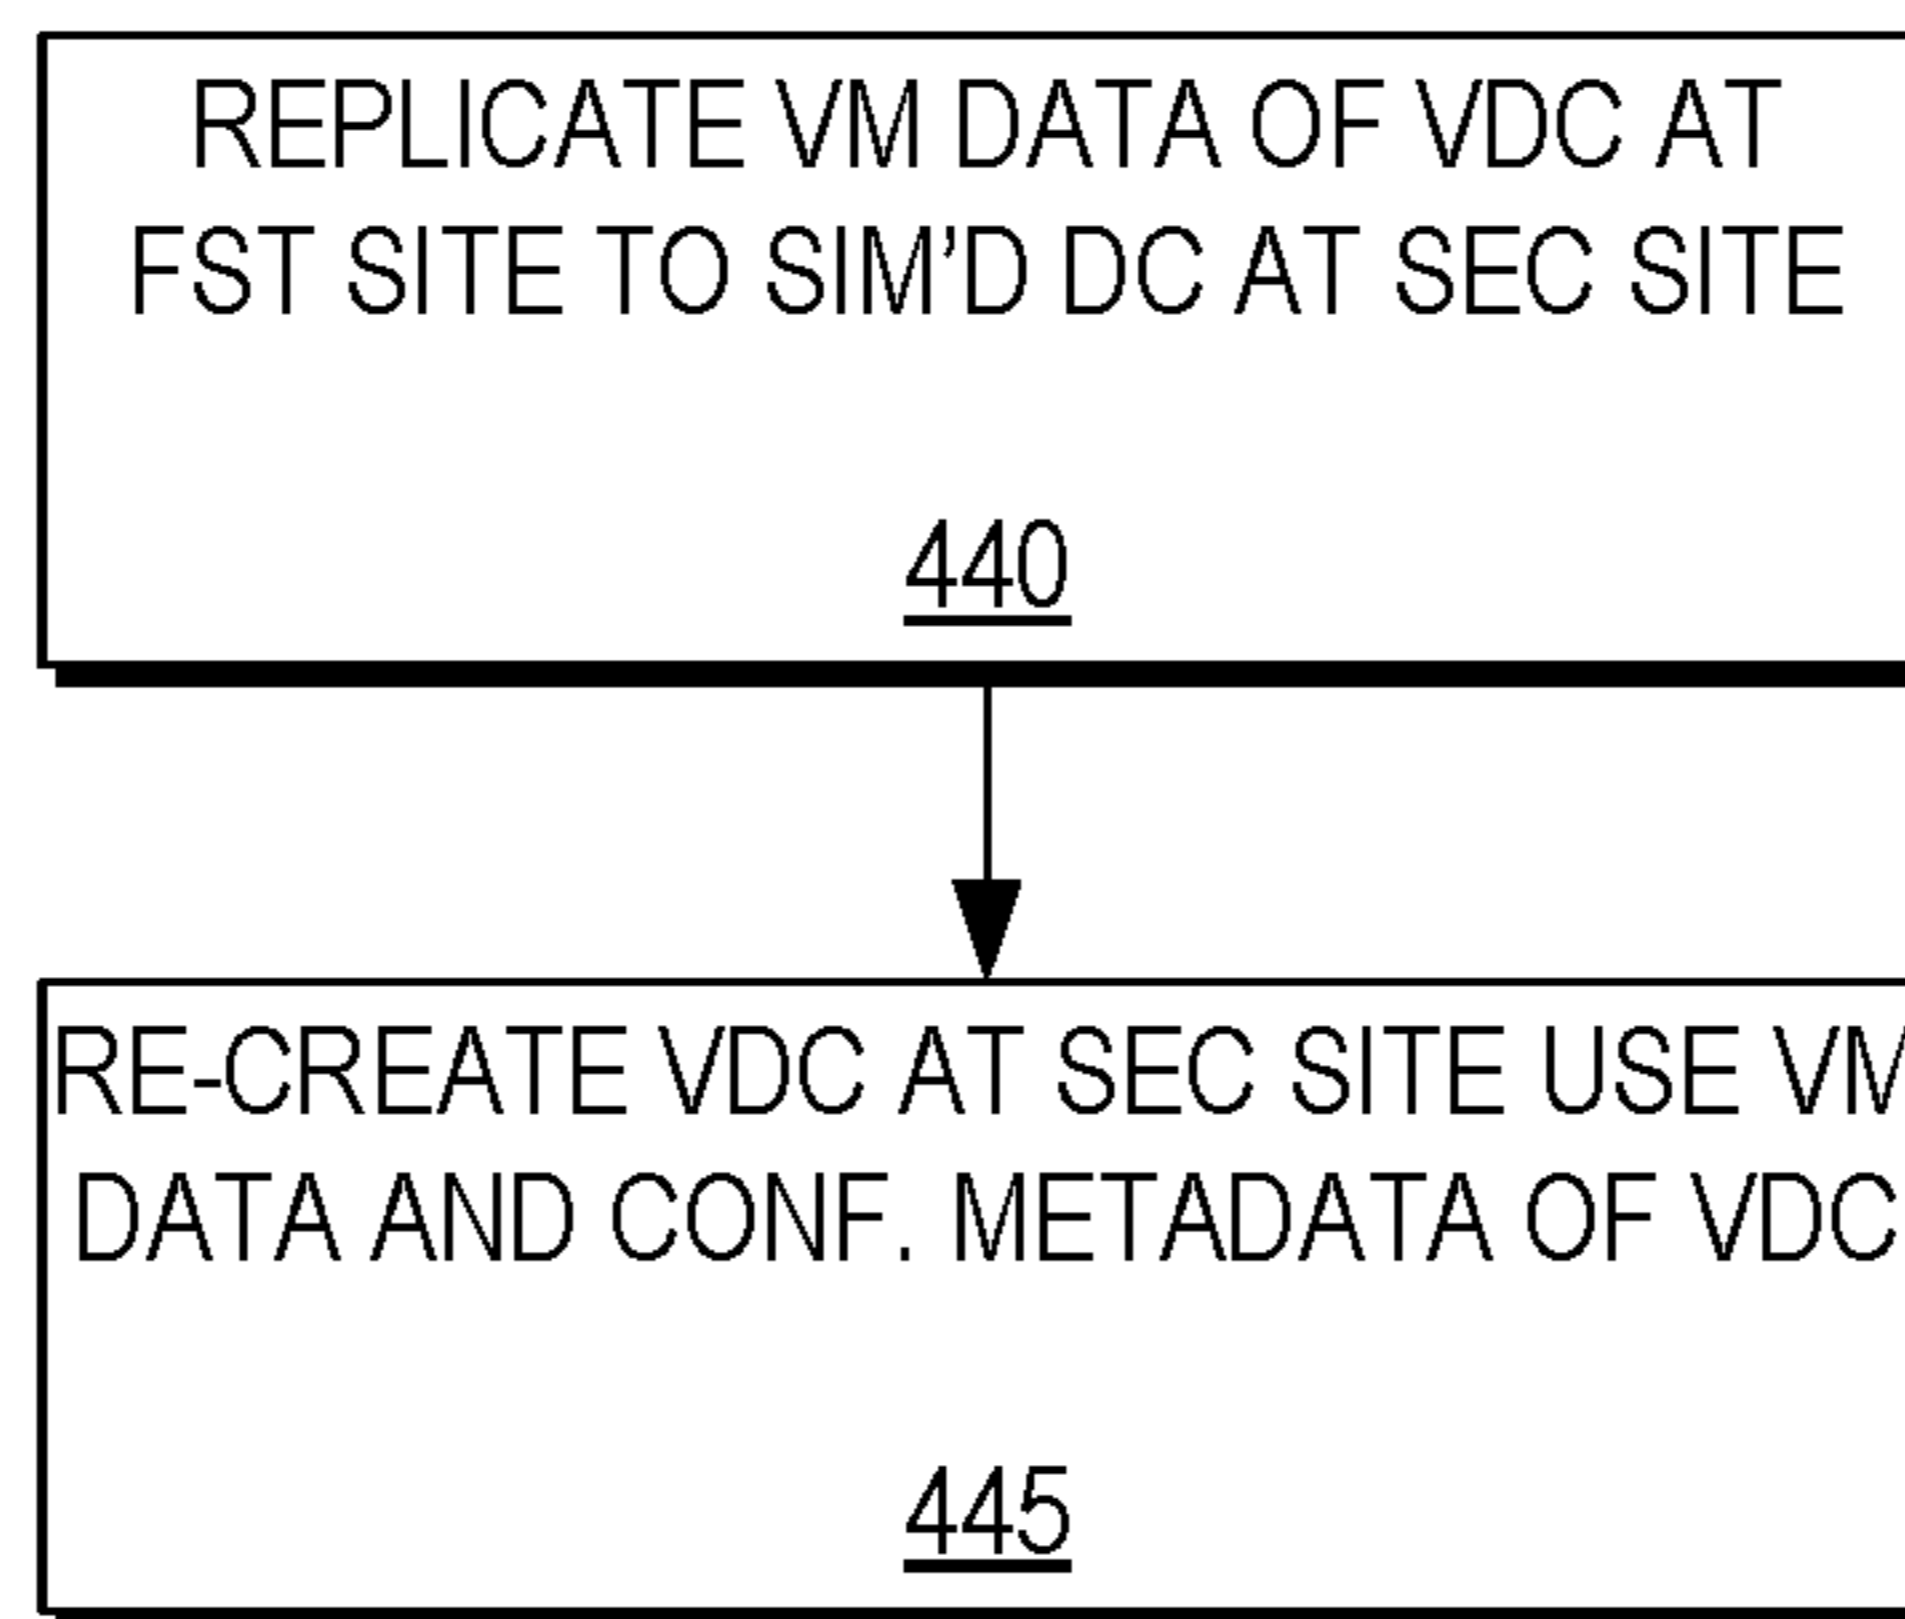 REPLICATE VM DATA OF VDC AT
FST SITE TO SIM'D DC AT SEC SITE
440
RE-CREATE VDC AT SEC SITE USE VM
DATA AND CONF. METADATA OF VDC
445